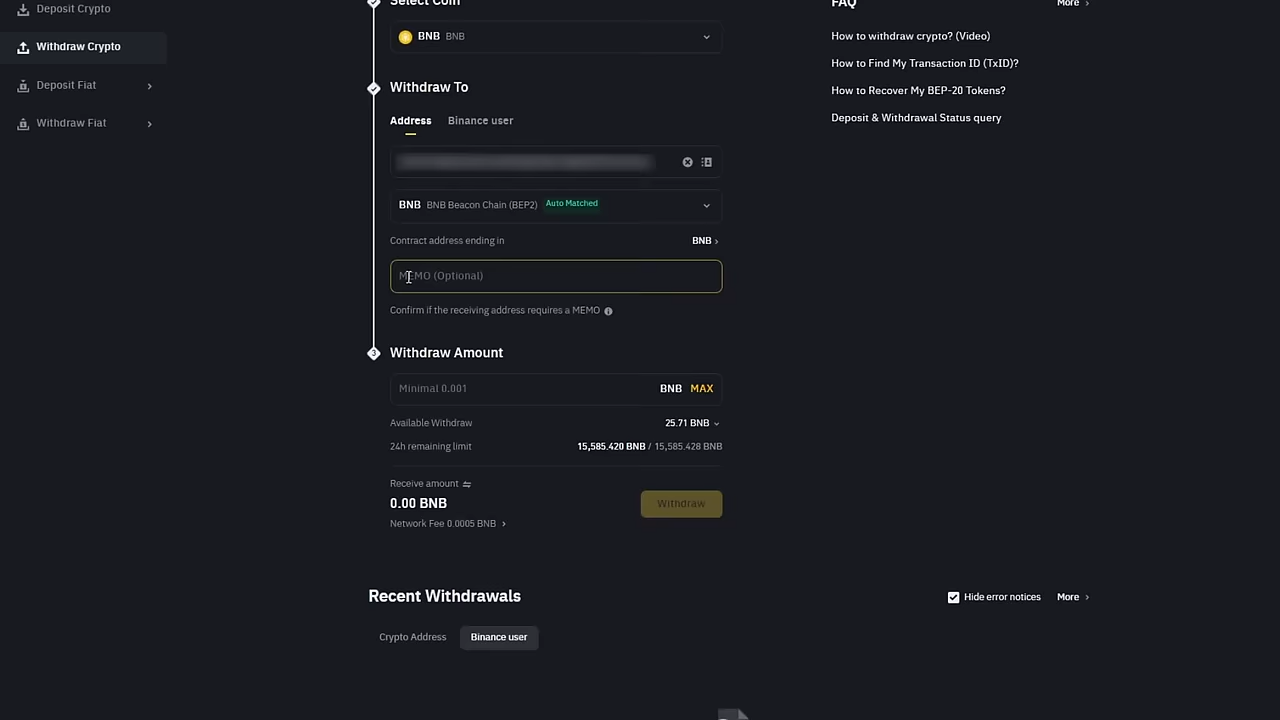 Deposit Crypto
Withdraw Crypto
Deposit Fiat
Withdraw Fiat
Select Coin
BNB BNB
Withdraw To
Address Binance user
BNB BNB Beacon Chain (BEP2) Auto Matched
Contract address ending in BNB
MEMO (Optional)
Confirm if the receiving address requires a MEMO
3 Withdraw Amount
Minimal 0.001 BNB MAX
Available Withdraw 25.71 BNB
24h remaining limit 15,585.420 BNB / 15,585.428 BNB
Receive amount
0.00 BNB
Withdraw
Network Fee 0.0005 BNB
FAQ More
How to withdraw crypto? (Video)
How to Find My Transaction ID (TxID)?
How to Recover My BEP-20 Tokens?
Deposit & Withdrawal Status query
Recent Withdrawals
Hide error notices More
Crypto Address Binance user